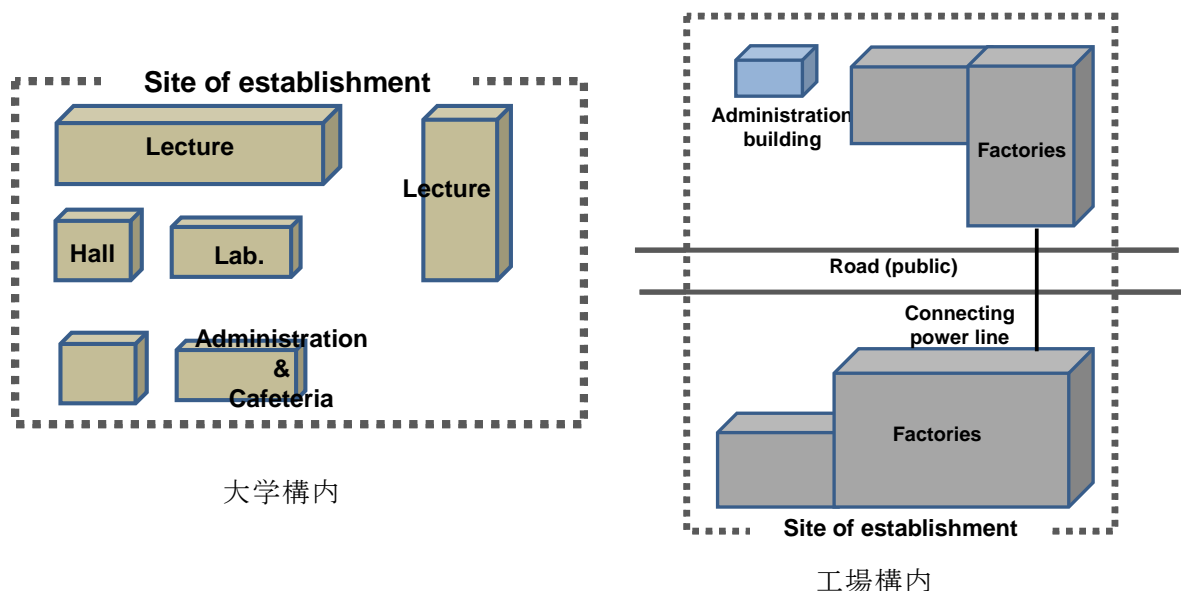 Site of establishment
Lecture
Lecture
Hall
Lab.
Administration
&
Cafeteria
大学構内
Administration
building
Factories
Road (public)
Connecting
power line
Factories
Site of establishment
工場構内